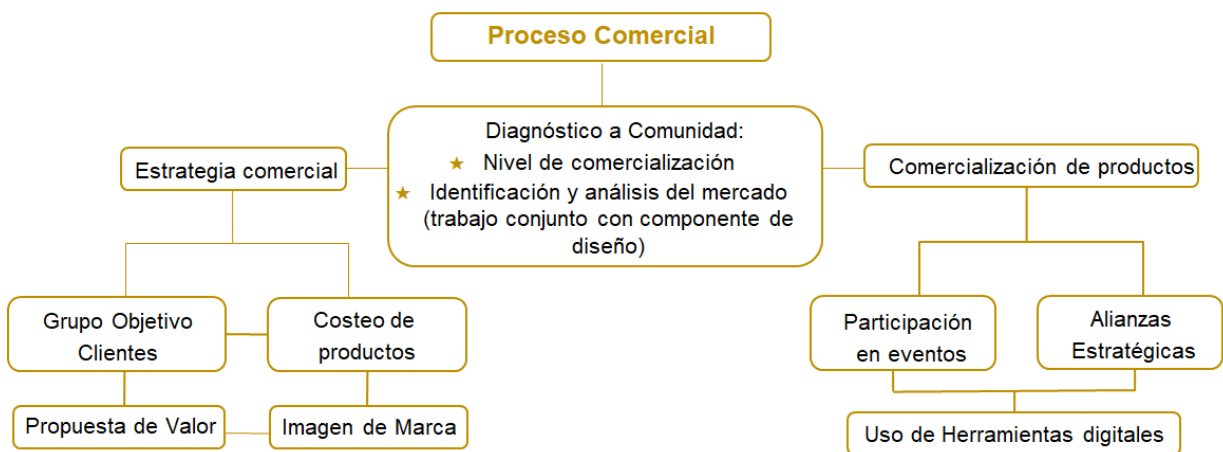 Proceso Comercial
Diagnóstico a Comunidad:
★ Nivel de comercialización
★ Identificación y análisis del mercado
(trabajo conjunto con componente de
diseño)
Estrategia comercial
Comercialización de productos
Grupo Objetivo
Clientes
Costeo de
productos
Propuesta de Valor
Imagen de Marca
Participación
en eventos
Alianzas
Estratégicas
Uso de Herramientas digitales